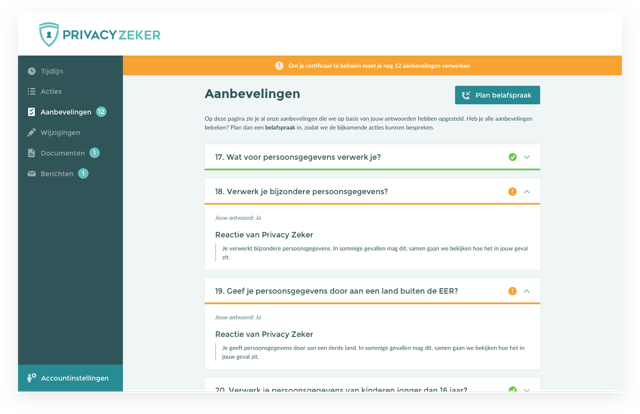 PRIVACY ZEKER
Om je certificaat te behalen moet je nog 12 aanbevelingen verwerken
Tijdlijn
Acties
Aanbevelingen 12
Wijzigingen
Documenten 1
Berichten 1
Accountinstellingen
Aanbevelingen
Plan belafspraak
Op deze pagina zie je al onze aanbevelingen die we op basis van jouw antwoorden hebben opgesteld. Heb je alle aanbevelingen
bekeken? Plan dan een belafspraak in, zodat we de bijkomende acties kunnen bespreken.
17. Wat voor persoonsgegevens verwerk je?
18. Verwerk je bijzondere persoonsgegevens?
Jouw antwoord: Ja
Reactie van Privacy Zeker
Je verwerkt bijzondere persoonsgegevens. In sommige gevallen mag dit, samen gaan we bekijken hoe het in jouw geval
zit.
19. Geef je persoonsgegevens door aan een land buiten de EER?
Jouw antwoord: Ja
Reactie van Privacy Zeker
Je geeft persoonsgegevens door aan een derde land. In sommige gevallen mag dit, samen gaan we bekijken hoe het in
jouw geval zit.
20. Verwerk je persoonsgegevens van kinderen jonger dan 16 jaar?